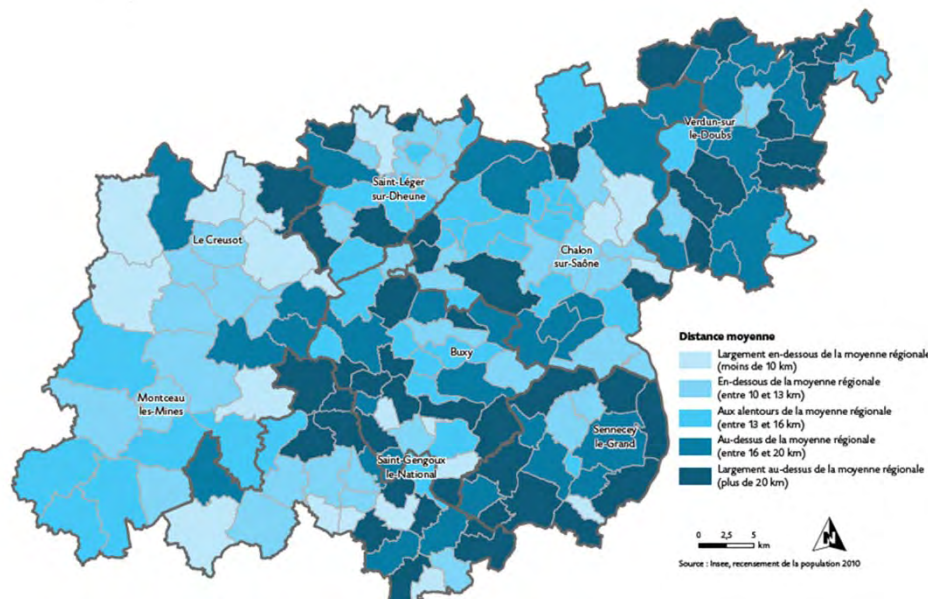 Verdun-sur
le-Doubs
Saint-Léger
sur-Dheune
Le Creusot
Chalon
sur-Saône
Buxy
Montceau
les-Mines
Sennecey
le-Grand
Saint-Gengoux
le-National
Distance moyenne
Largement en-dessous de la moyenne régionale
(moins de 10 km)
En-dessous de la moyenne régionale
(entre 10 et 13 km)
Aux alentours de la moyenne régionale
(entre 13 et 16 km)
Au-dessus de la moyenne régionale
(entre 16 et 20 km)
Largement au-dessus de la moyenne régionale
(plus de 20 km)
0 2,5 5
km
N
Source : Insee, recensement de la population 2010